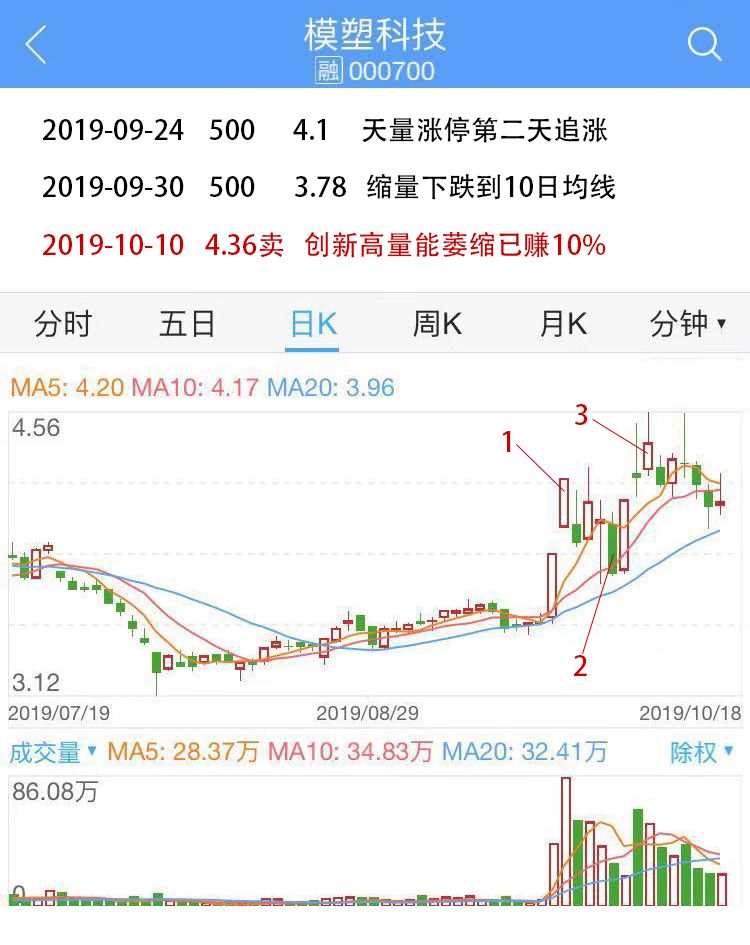 模塑科技
融 000700
2019-09-24 500 4.1 天量涨停第二天追涨
2019-09-30 500 3.78 缩量下跌到10日均线
2019-10-10 4.36卖 创新高量能萎缩已赚10%
分时 五日 日K 周K 月K 分钟
MA5: 4.20 MA10: 4.17 MA20: 3.96
4.56
1
3
2
3.12
2019/07/19 2019/08/29 2019/10/18
成交量 MA5: 28.37万 MA10: 34.83万 MA20: 32.41万 除权
86.08万
0